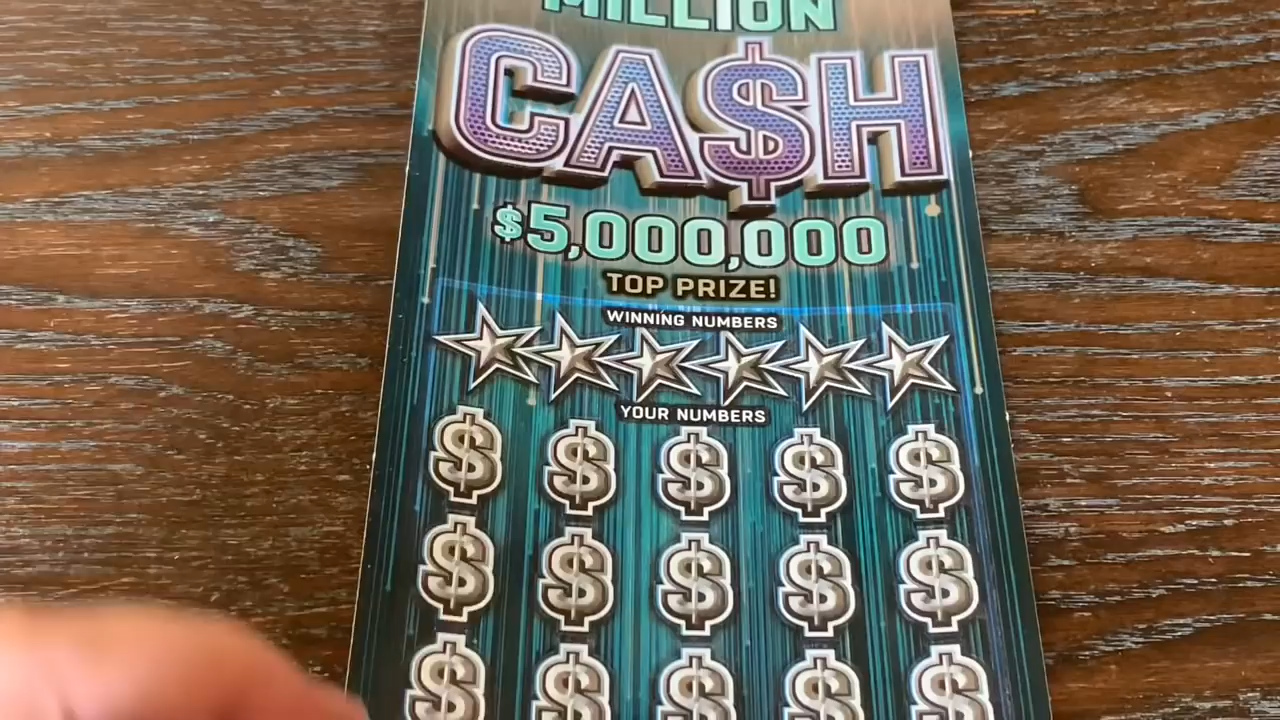 MILLION
CA$H
$5,000,000
TOP PRIZE!
WINNING NUMBERS
YOUR NUMBERS
$ $ $ $ $
$ $ $ $ $
$ $ $ $ $